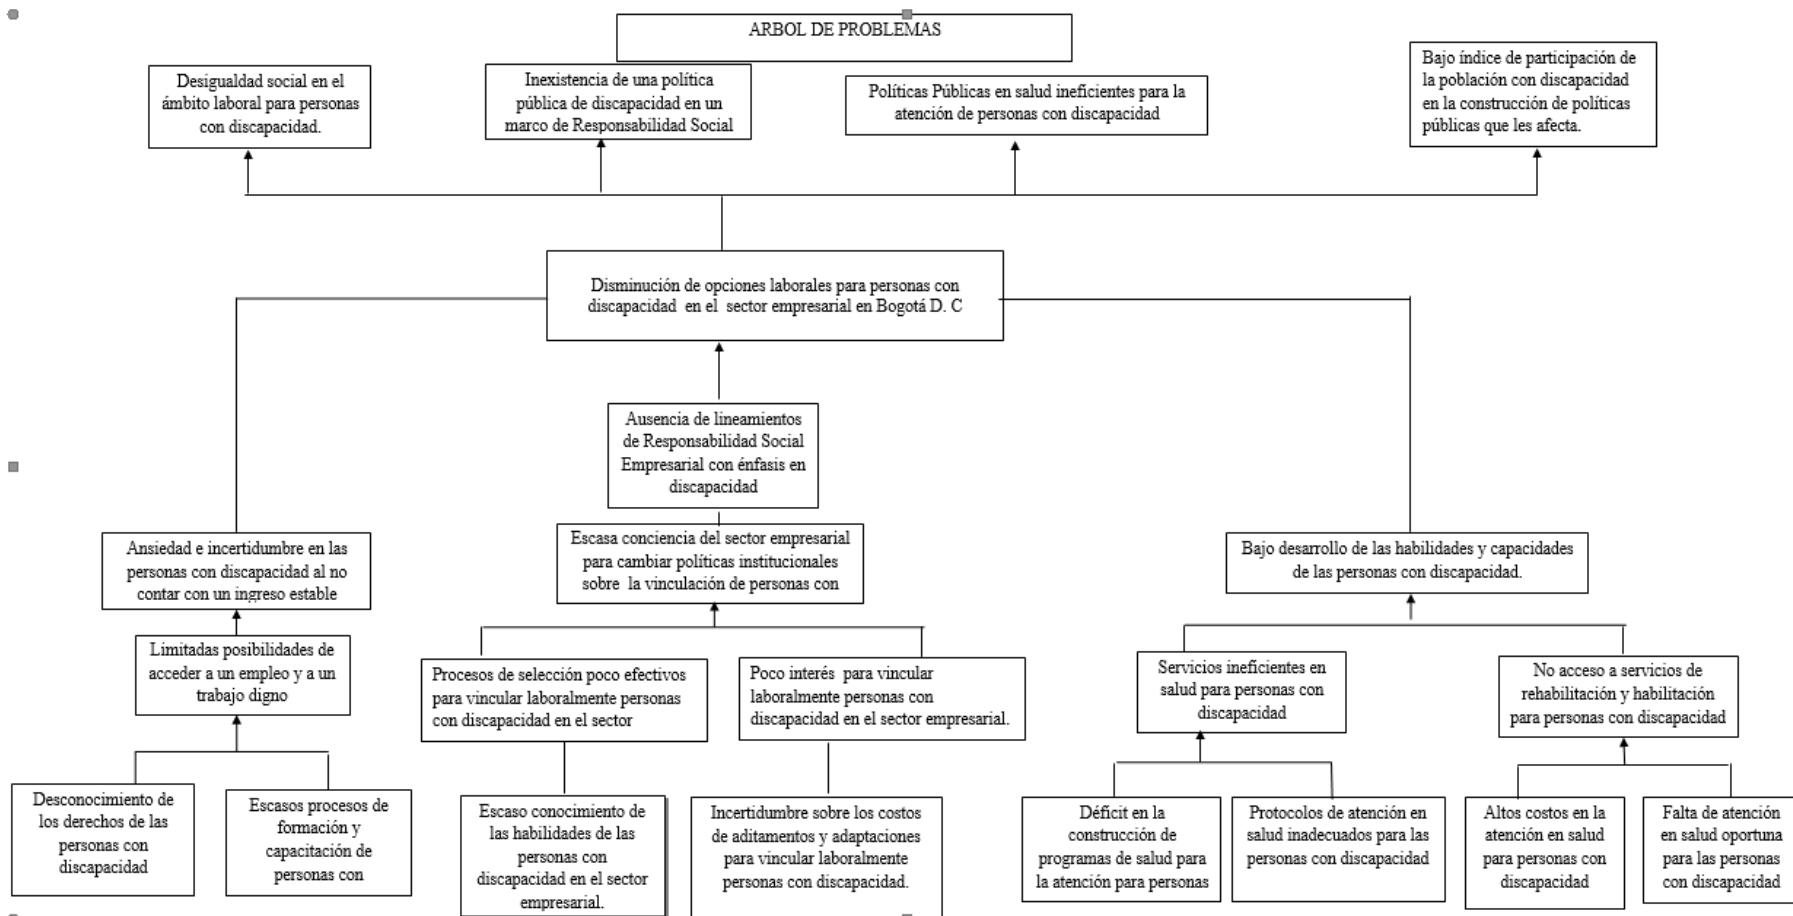 ARBOL DE PROBLEMAS
Desigualdad social en el
ámbito laboral para personas
con discapacidad.
Inexistencia de una política
pública de discapacidad en un
marco de Responsabilidad Social
Políticas Públicas en salud ineficientes para la
atención de personas con discapacidad
Bajo índice de participación de
la población con discapacidad
en la construcción de políticas
públicas que les afecta.
Disminución de opciones laborales para personas con
discapacidad en el sector empresarial en Bogotá D. C
Ausencia de lineamientos
de Responsabilidad Social
Empresarial con énfasis en
discapacidad
Ansiedad e incertidumbre en las
personas con discapacidad al no
contar con un ingreso estable
Escasa conciencia del sector empresarial
para cambiar políticas institucionales
sobre la vinculación de personas con
Bajo desarrollo de las habilidades y capacidades
de las personas con discapacidad.
Limitadas posibilidades de
acceder a un empleo y a un
trabajo digno
Procesos de selección poco efectivos
para vincular laboralmente personas
con discapacidad en el sector
Poco interés para vincular
laboralmente personas con
discapacidad en el sector empresarial.
Servicios ineficientes en
salud para personas con
discapacidad
No acceso a servicios de
rehabilitación y habilitación
para personas con discapacidad
Desconocimiento de
los derechos de las
personas con
discapacidad
Escasos procesos de
formación y
capacitación de
personas con
Escaso conocimiento de
las habilidades de las
personas con
discapacidad en el sector
empresarial.
Incertidumbre sobre los costos
de aditamentos y adaptaciones
para vincular laboralmente
personas con discapacidad.
Déficit en la
construcción de
programas de salud para
la atención para personas
Protocolos de atención en
salud inadecuados para las
personas con discapacidad
Altos costos en la
atención en salud
para personas con
discapacidad
Falta de atención
en salud oportuna
para las personas
con discapacidad